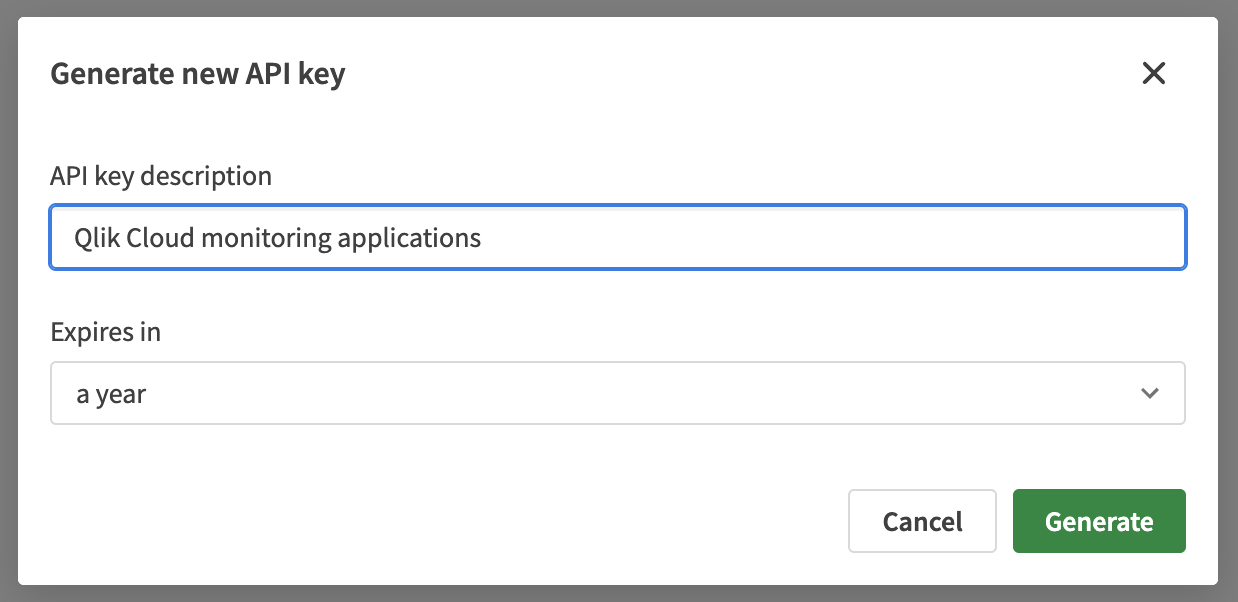 Generate new API key
API key description
Qlik Cloud monitoring applications
Expires in
a year
Cancel
Generate